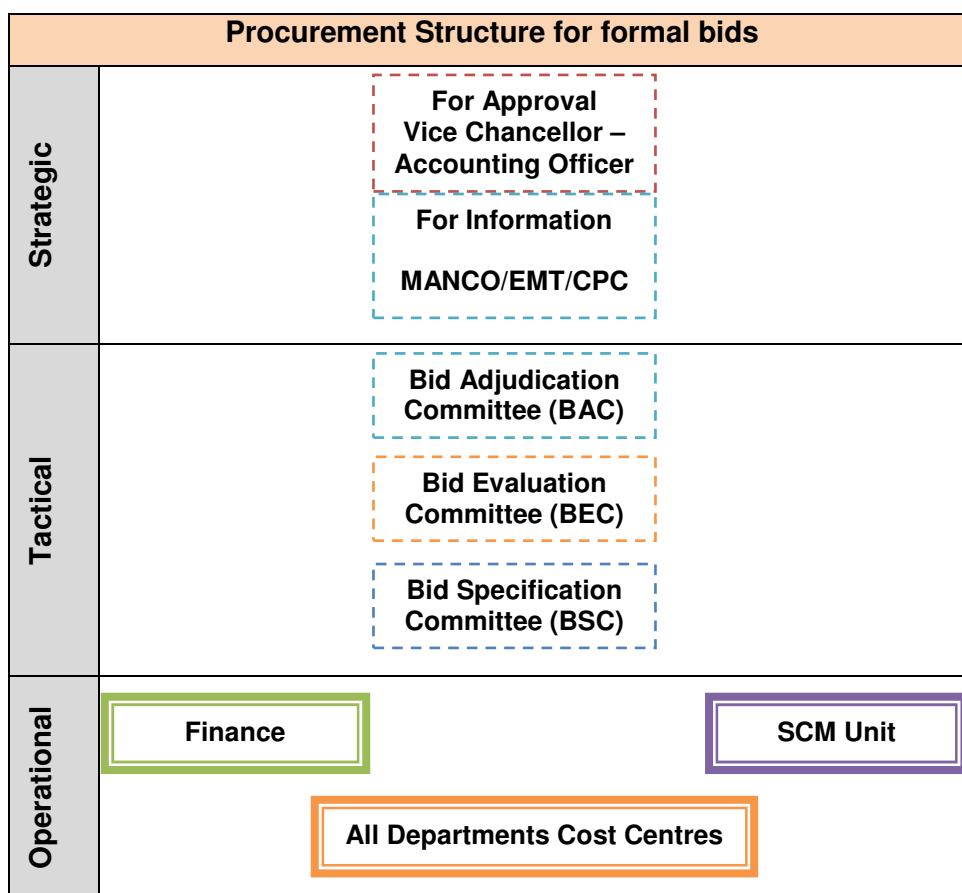 Procurement Structure for formal bids
Strategic
For Approval
Vice Chancellor –
Accounting Officer
For Information
MANCO/EMT/CPC
Tactical
Bid Adjudication
Committee (BAC)
Bid Evaluation
Committee (BEC)
Bid Specification
Committee (BSC)
Operational
Finance
SCM Unit
All Departments Cost Centres